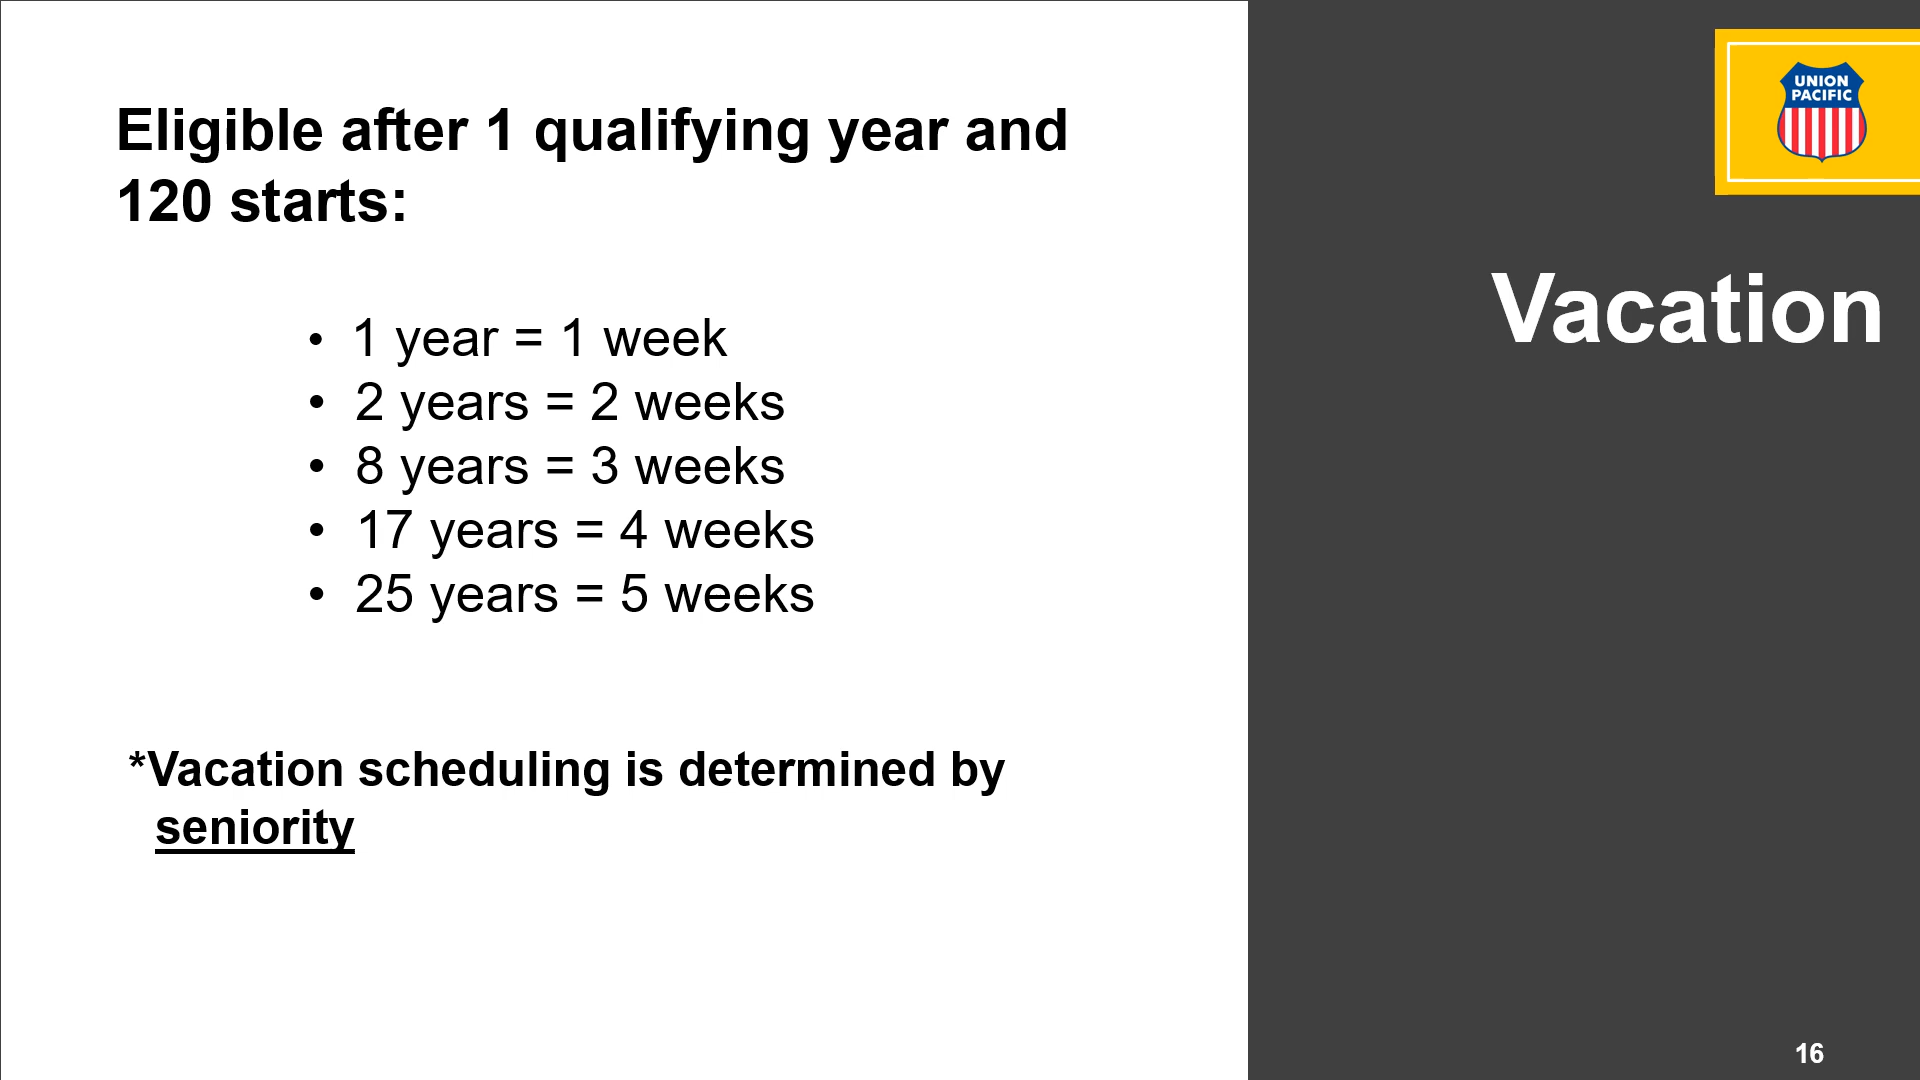 Eligible after 1 qualifying year and
120 starts:
• 1 year = 1 week
• 2 years = 2 weeks
• 8 years = 3 weeks
• 17 years = 4 weeks
• 25 years = 5 weeks
*Vacation scheduling is determined by
seniority
UNION
PACIFIC
Vacation
16